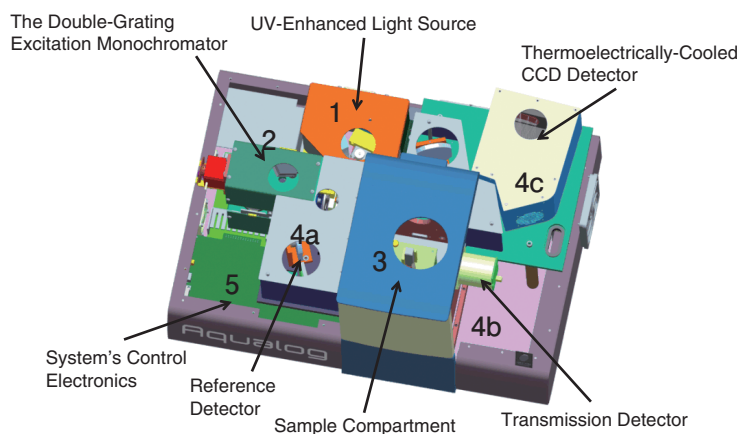 The Double-Grating
Excitation Monochromator
UV-Enhanced Light Source
Thermoelectrically-Cooled
CCD Detector
1
2
4c
4a
3
5
4b
Aqualog
System's Control
Electronics
Reference
Detector
Sample Compartment
Transmission Detector